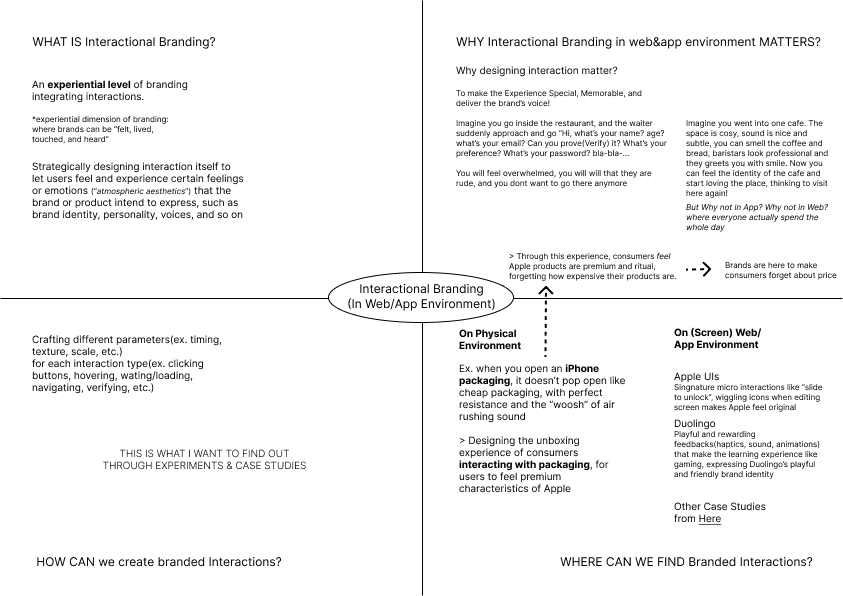 WHAT IS Interactional Branding?
An experiential level of branding
integrating interactions.
*experiential dimension of branding:
where brands can be "felt, lived,
touched, and heard"
Strategically designing interaction itself to
let users feel and experience certain feelings
or emotions ("atmospheric aesthetics") that the
brand or product intend to express, such as
brand identity, personality, voices, and so on
WHY Interactional Branding in web&app environment MATTERS?
Why designing interaction matter?
To make the Experience Special, Memorable, and
deliver the brand's voice!
Imagine you go inside the restaurant, and the waiter
suddenly approach and go "Hi, what's your name? age?
what's your email? Can you prove(Verify) it? What's your
preference? What's your password? bla-bla-...
You will feel overwhelmed, you will will that they are
rude, and you dont want to go there anymore
Imagine you went into one cafe. The
space is cosy, sound is nice and
subtle, you can smell the coffee and
bread, baristars look professional and
they greets you with smile. Now you
can feel the identity of the cafe and
start loving the place, thinking to visit
here again!
But Why not in App? Why not in Web?
where everyone actually spend the
whole day
> Through this experience, consumers feel
Apple products are premium and ritual,
forgetting how expensive their products are.
Brands are here to make
consumers forget about price
Interactional Branding
(In Web/App Environment)
Crafting different parameters(ex. timing,
texture, scale, etc.)
for each interaction type(ex. clicking
buttons, hovering, wating/loading,
navigating, verifying, etc.)
THIS IS WHAT I WANT TO FIND OUT
THROUGH EXPERIMENTS & CASE STUDIES
HOW CAN we create branded Interactions?
On Physical
Environment
Ex. when you open an iPhone
packaging, it doesn't pop open like
cheap packaging, with perfect
resistance and the "woosh" of air
rushing sound
> Designing the unboxing
experience of consumers
interacting with packaging, for
users to feel premium
characteristics of Apple
On (Screen) Web/
App Environment
Apple UIs
Singnature micro interactions like "slide
to unlock", wiggling icons when editing
screen makes Apple feel original
Duolingo
Playful and rewarding
feedbacks(haptics, sound, animations)
that make the learning experience like
gaming, expressing Duolingo's playful
and friendly brand identity
Other Case Studies
from Here
WHERE CAN WE FIND Branded Interactions?